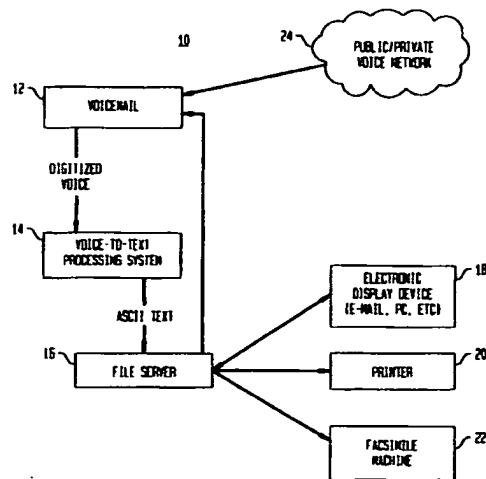 10
24
PUBLIC/PRIVATE
VOICE NETWORK
12
VOICEMAIL
DIGITIZED
VOICE
14
VOICE-TO-TEXT
PROCESSING SYSTEM
ASCII TEXT
16
FILE SERVER
ELECTRONIC
DISPLAY DEVICE
(E-MAIL, PC, ETC)
18
PRINTER
20
FACSIMILE
MACHINE
22